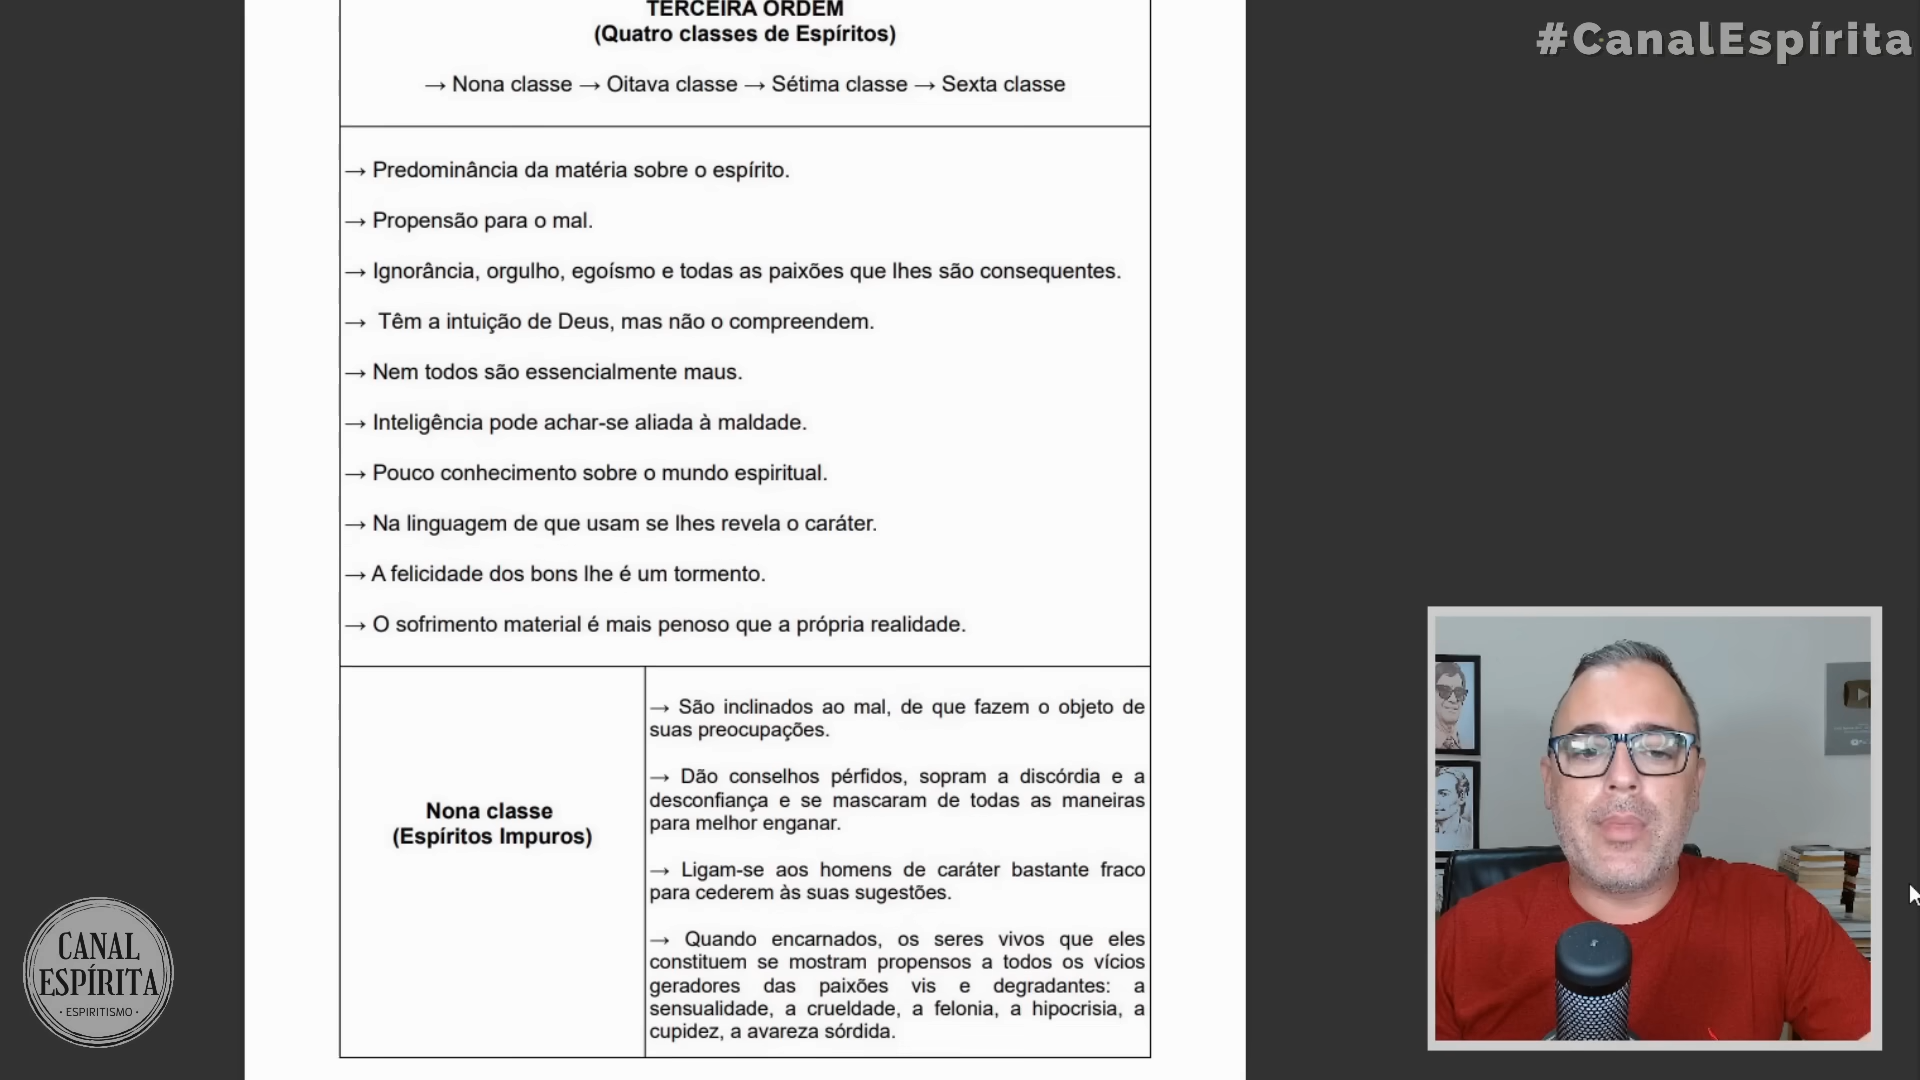 TERCEIRA ORDEM
(Quatro classes de Espíritos)
→ Nona classe → Oitava classe → Sétima classe → Sexta classe
→ Predominância da matéria sobre o espírito.
→ Propensão para o mal.
→ Ignorância, orgulho, egoísmo e todas as paixões que lhes são consequentes.
→ Têm a intuição de Deus, mas não o compreendem.
→ Nem todos são essencialmente maus.
→ Inteligência pode achar-se aliada à maldade.
→ Pouco conhecimento sobre o mundo espiritual.
→ Na linguagem de que usam se lhes revela o caráter.
→ A felicidade dos bons lhe é um tormento.
→ O sofrimento material é mais penoso que a própria realidade.
Nona classe
(Espíritos Impuros)
→ São inclinados ao mal, de que fazem o objeto de
suas preocupações.
→ Dão conselhos pérfidos, sopram a discórdia e a
desconfiança e se mascaram de todas as maneiras
para melhor enganar.
→ Ligam-se aos homens de caráter bastante fraco
para cederem às suas sugestões.
→ Quando encarnados, os seres vivos que eles
constituem se mostram propensos a todos os vícios
geradores das paixões vis e degradantes: a
sensualidade, a crueldade, a felonia, a hipocrisia, a
cupidez, a avareza sórdida.
#CanalEspírita
CANAL
ESPÍRITA
· ESPIRITISMO ·